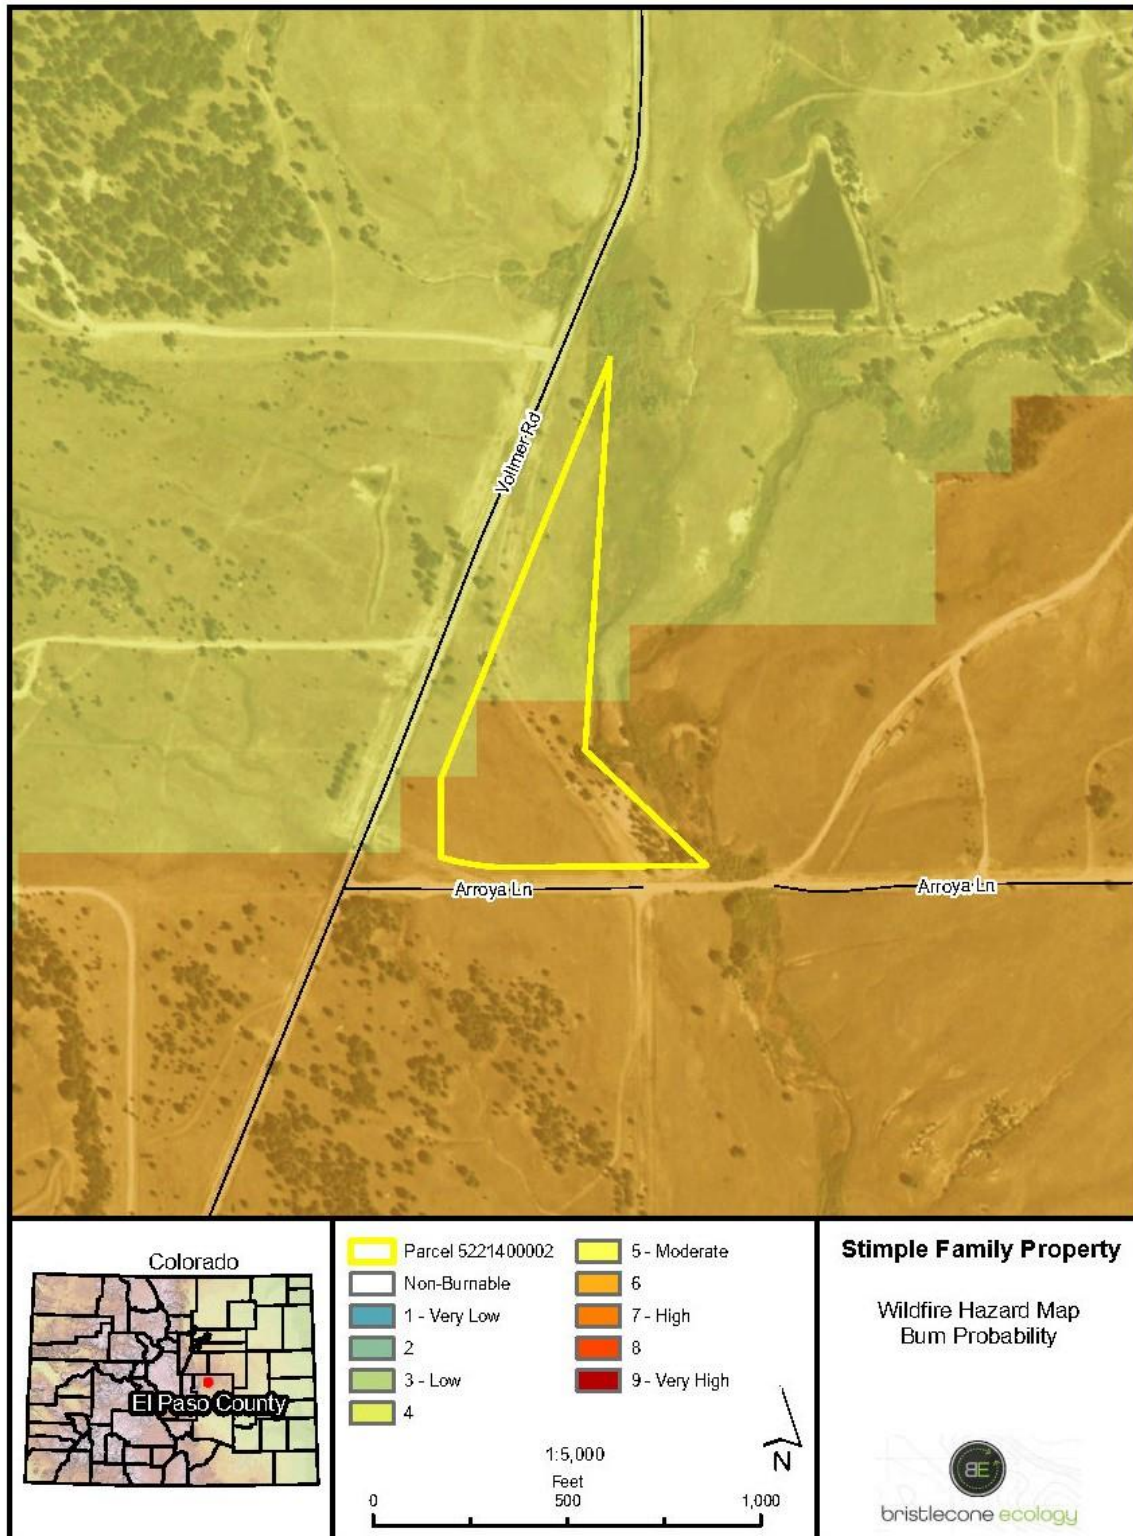 Vollmer Rd
Arroya Ln
Arroya Ln
Colorado
El Paso County
Parcel 5221400002
Non-Burnable
1 - Very Low
2
3 - Low
4
5 - Moderate
6
7 - High
8
9 - Very High
1:5,000
Feet
0 500 1,000
N
Stimple Family Property
Wildfire Hazard Map
Burn Probability
BE
bristlecone ecology